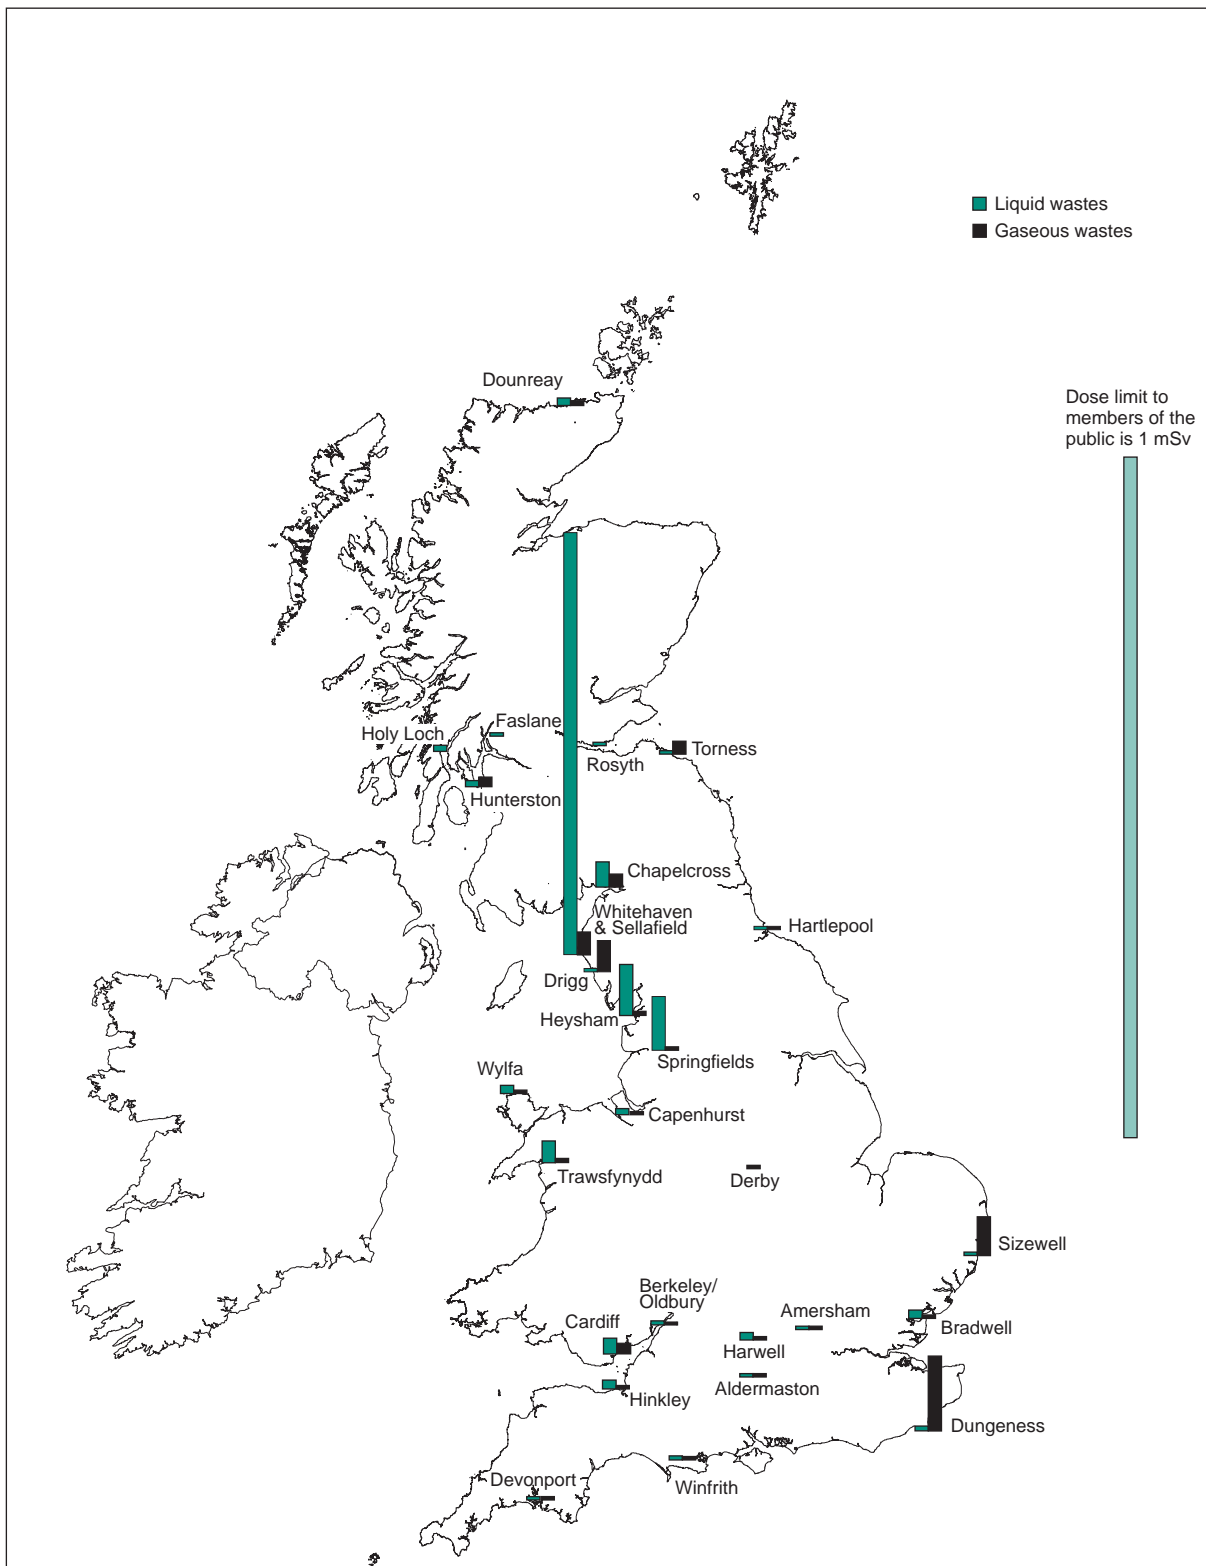 Liquid wastes
Gaseous wastes
Dounreay
Dose limit to
members of the
public is 1 mSv
Faslane
Holy Loch
Rosyth
Torness
Hunterston
Chapelcross
Whitehaven
& Sellafield
Hartlepool
Drigg
Heysham
Springfields
Wylfa
Capenhurst
Trawsfynydd
Derby
Sizewell
Berkeley/
Oldbury
Amersham
Cardiff
Bradwell
Harwell
Aldermaston
Hinkley
Dungeness
Devonport
Winfrith